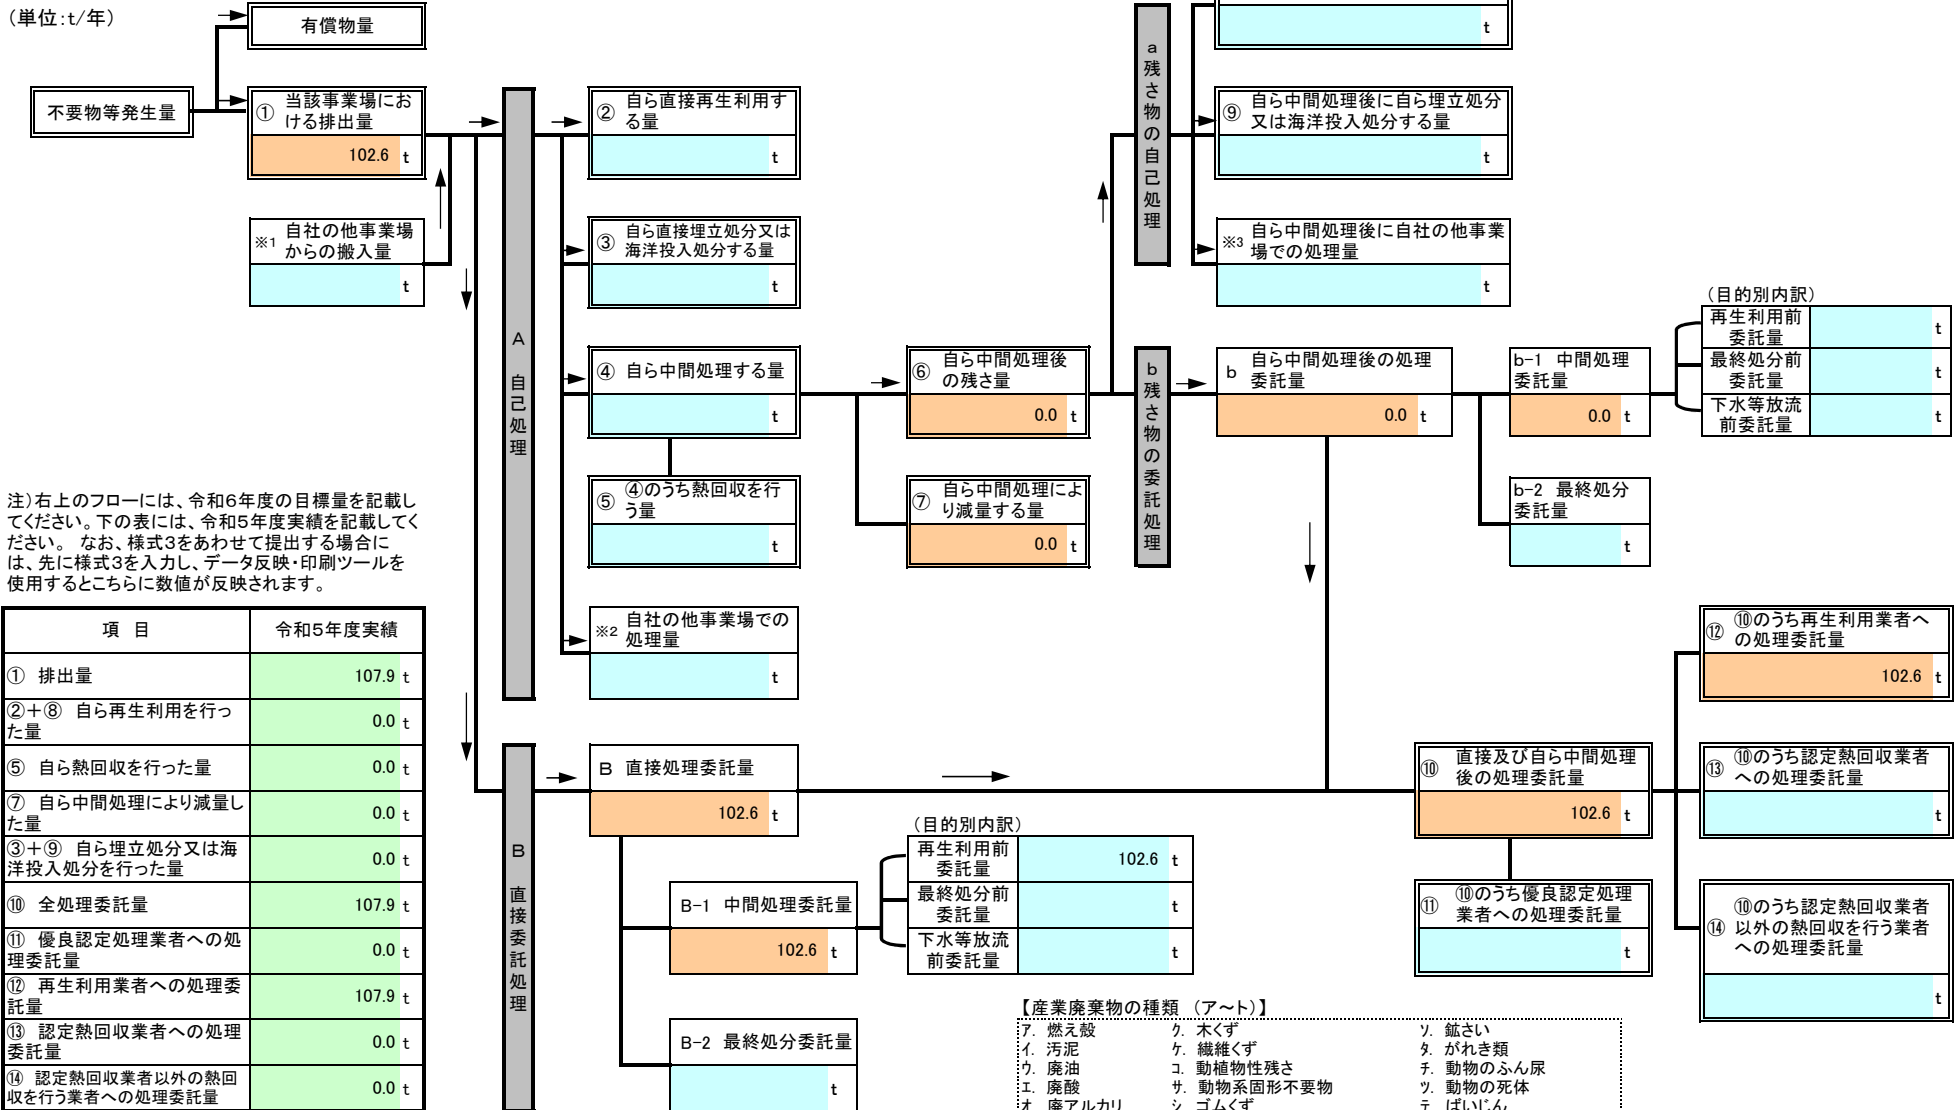 (単位:t/年)
有償物量
不要物等発生量
① 当該事業場にお
ける排出量
102.6 t
※1 自社の他事業場
からの搬入量
t
A 自己処理
② 自ら直接再生利用す
る量
t
③ 自ら直接埋立処分又は
海洋投入処分する量
t
④ 自ら中間処理する量
t
⑤ ④のうち熱回収を行
う量
t
※2 自社の他事業場での
処理量
t
⑥ 自ら中間処理後
の残さ量
0.0 t
⑦ 自ら中間処理によ
り減量する量
0.0 t
a 残さ物の自己処理
t
⑨ 自ら中間処理後に自ら埋立処分
又は海洋投入処分する量
t
※3 自ら中間処理後に自社の他事業
場での処理量
t
b 残さ物の委託処理
b 自ら中間処理後の処理
委託量
0.0 t
b-1 中間処理
委託量
0.0 t
(目的別内訳)
再生利用前
委託量
t
最終処分前
委託量
t
下水等放流
前委託量
t
b-2 最終処分
委託量
t
注)右上のフローには、令和6年度の目標量を記載し
てください。下の表には、令和5年度実績を記載してく
ださい。 なお、様式3をあわせて提出する場合に
は、先に様式3を入力し、データ反映・印刷ツールを
使用するとこちらに数値が反映されます。
項 目 令和5年度実績
① 排出量 107.9 t
②+⑧ 自ら再生利用を行っ
た量 0.0 t
⑤ 自ら熱回収を行った量 0.0 t
⑦ 自ら中間処理により減量し
た量 0.0 t
③+⑨ 自ら埋立処分又は海
洋投入処分を行った量 0.0 t
⑩ 全処理委託量 107.9 t
⑪ 優良認定処理業者への処
理委託量 0.0 t
⑫ 再生利用業者への処理委
託量 107.9 t
⑬ 認定熱回収業者への処理
委託量 0.0 t
⑭ 認定熱回収業者以外の熱回
収を行う業者への処理委託量 0.0 t
B 直接委託処理
B 直接処理委託量
102.6 t
(目的別内訳)
再生利用前
委託量
102.6 t
最終処分前
委託量
t
下水等放流
前委託量
t
B-1 中間処理委託量
102.6 t
B-2 最終処分委託量
t
⑩ 直接及び自ら中間処理
後の処理委託量
102.6 t
⑪ ⑩のうち優良認定処理
業者への処理委託量
t
⑫ ⑩のうち再生利用業者へ
の処理委託量
102.6 t
⑬ ⑩のうち認定熱回収業者
への処理委託量
t
⑭ ⑩のうち認定熱回収業者
以外の熱回収を行う業者
への処理委託量
t
【産業廃棄物の種類 (ア~ト)】
ア. 燃え殻 ク. 木くず ソ. 鉱さい
イ. 汚泥 ケ. 繊維くず タ. がれき類
ウ. 廃油 コ. 動植物性残さ チ. 動物のふん尿
エ. 廃酸 サ. 動物系固形不要物 ツ. 動物の死体
オ. 廃アルカリ シ. ゴムくず テ. ばいじん